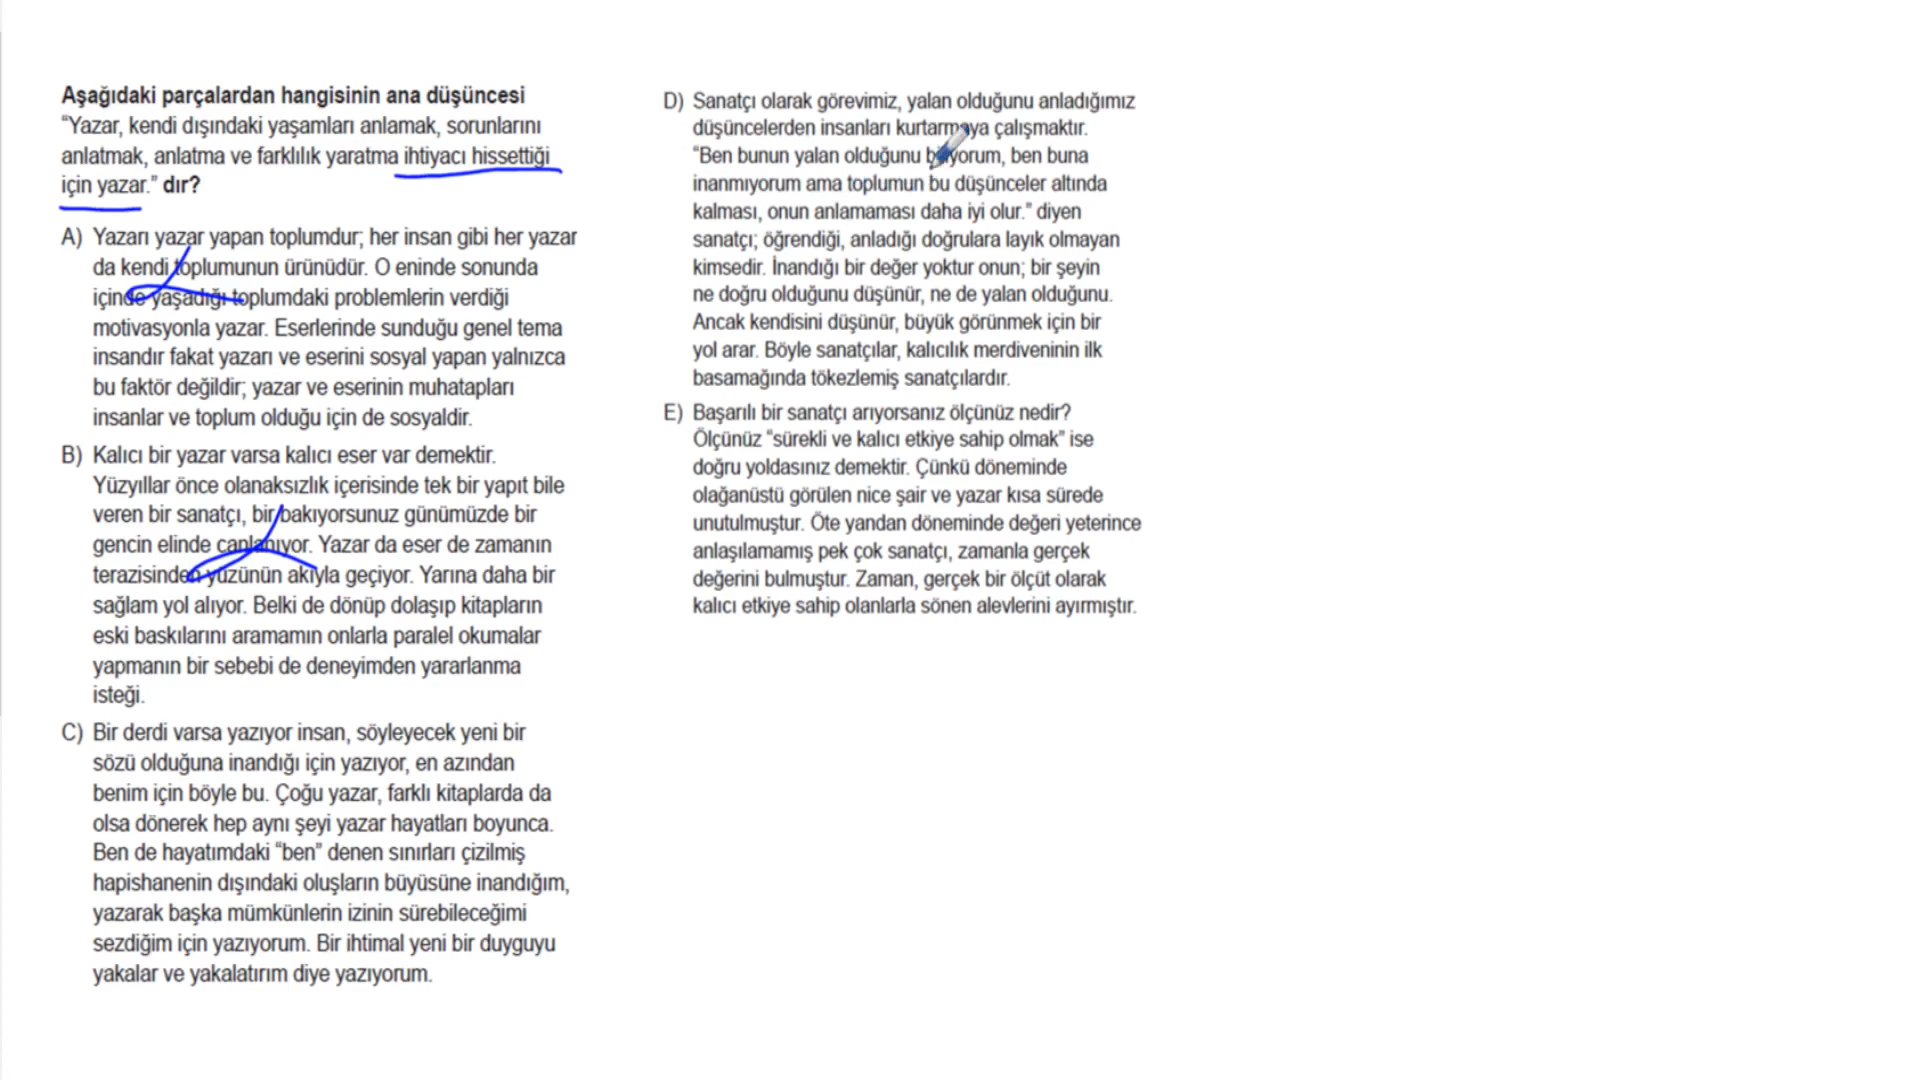 Aşağıdaki parçalardan hangisinin ana düşüncesi
“Yazar, kendi dışındaki yaşamları anlamak, sorunlarını
anlatmak, anlatma ve farklılık yaratma ihtiyacı hissettiği
için yazar.” dır?
A) Yazarı yazar yapan toplumdur; her insan gibi her yazar
da kendi toplumunun ürünüdür. O eninde sonunda
içinde yaşadığı toplumdaki problemlerin verdiği
motivasyonla yazar. Eserlerinde sunduğu genel tema
insandır fakat yazarı ve eserini sosyal yapan yalnızca
bu faktör değildir; yazar ve eserinin muhatapları
insanlar ve toplum olduğu için de sosyaldir.
B) Kalıcı bir yazar varsa kalıcı eser var demektir.
Yüzyıllar önce olanaksızlık içerisinde tek bir yapıt bile
veren bir sanatçı, bir bakıyorsunuz günümüzde bir
gencin elinde canlanıyor. Yazar da eser de zamanın
terazisinden yüzünün akıyla geçiyor. Yarına daha bir
sağlam yol alıyor. Belki de dönüp dolaşıp kitapların
eski baskılarını aramamın onlarla paralel okumalar
yapmanın bir sebebi de deneyimden yararlanma
isteği.
C) Bir derdi varsa yazıyor insan, söyleyecek yeni bir
sözü olduğuna inandığı için yazıyor, en azından
benim için böyle bu. Çoğu yazar, farklı kitaplarda da
olsa dönerek hep aynı şeyi yazar hayatları boyunca.
Ben de hayatımdaki “ben” denen sınırları çizilmiş
hapishanenin dışındaki oluşların büyüsüne inandığım,
yazarak başka mümkünlerin izinin sürebileceğimi
sezdiğim için yazıyorum. Bir ihtimal yeni bir duyguyu
yakalar ve yakalatırım diye yazıyorum.
D) Sanatçı olarak görevimiz, yalan olduğunu anladığımız
düşüncelerden insanları kurtarmaya çalışmaktır.
“Ben bunun yalan olduğunu biliyorum, ben buna
inanmıyorum ama toplumun bu düşünceler altında
kalması, onun anlamaması daha iyi olur.” diyen
sanatçı; öğrendiği, anladığı doğrulara layık olmayan
kimsedir. İnandığı bir değer yoktur onun; bir şeyin
ne doğru olduğunu düşünür, ne de yalan olduğunu.
Ancak kendisini düşünür, büyük görünmek için bir
yol arar. Böyle sanatçılar, kalıcılık merdiveninin ilk
basamağında tökezlemiş sanatçılardır.
E) Başarılı bir sanatçı arıyorsanız ölçünüz nedir?
Ölçünüz “sürekli ve kalıcı etkiye sahip olmak” ise
doğru yoldasınız demektir. Çünkü döneminde
olağanüstü görülen nice şair ve yazar kısa sürede
unutulmuştur. Öte yandan döneminde değeri yeterince
anlaşılamamış pek çok sanatçı, zamanla gerçek
değerini bulmuştur. Zaman, gerçek bir ölçüt olarak
kalıcı etkiye sahip olanlarla sönen alevlerini ayırmıştır.